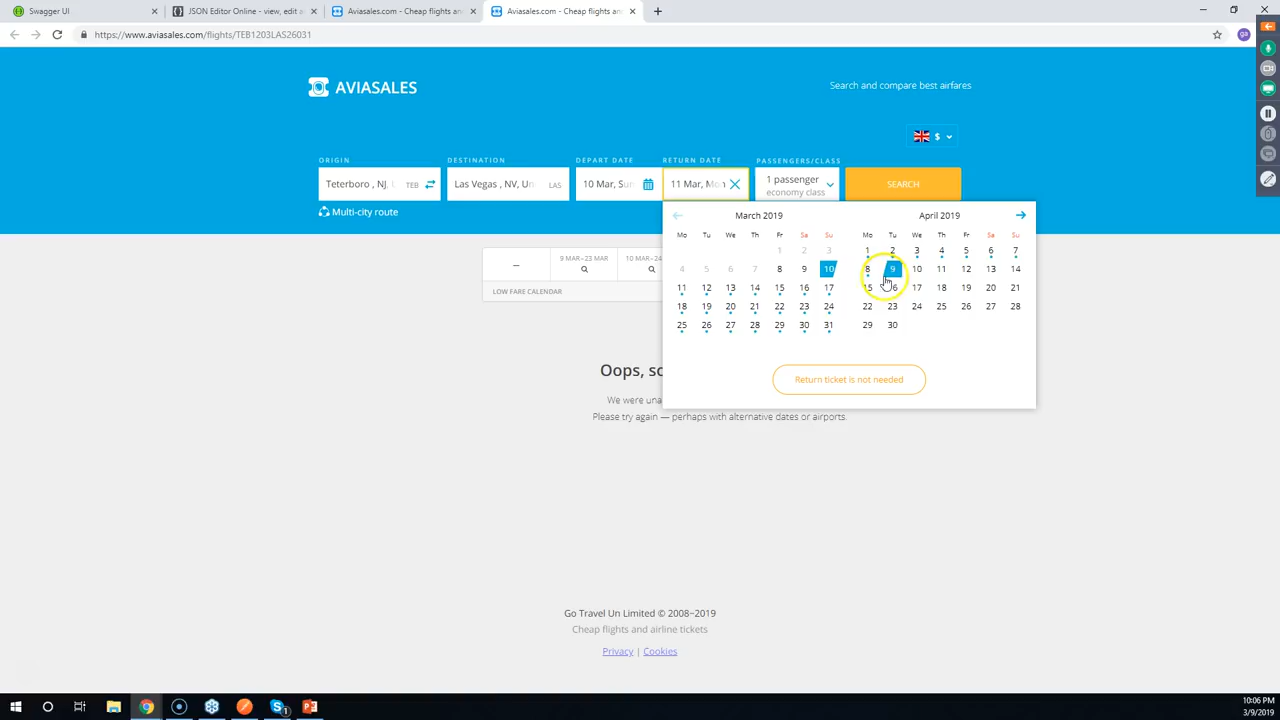 Swagger UI
JSON Editor Online - view, edit a
Aviasales.com - Cheap flights an
Aviasales.com - Cheap flights an
https://www.aviasales.com/flights/TEB1203LAS26031
ga
AVIASALES
Search and compare best airfares
$
ORIGIN DESTINATION DEPART DATE RETURN DATE PASSENGERS/CLASS
Teterboro , NJ, TEB
Las Vegas , NV, Un LAS
10 Mar, Sun
11 Mar, Mon
1 passenger
economy class
SEARCH
Multi-city route
March 2019 April 2019
Mo Tu We Th Fr Sa Su Mo Tu We Th Fr Sa Su
1 2 3 1 2 3 4 5 6 7
4 5 6 7 8 9 10 8 9 10 11 12 13 14
11 12 13 14 15 16 17 15 16 17 18 19 20 21
18 19 20 21 22 23 24 22 23 24 25 26 27 28
25 26 27 28 29 30 31 29 30
Return ticket is not needed
9 MAR–23 MAR
10 MAR–24
LOW FARE CALENDAR
Oops, so
We were una
Please try again — perhaps with alternative dates or airports.
Go Travel Un Limited © 2008–2019
Cheap flights and airline tickets
Privacy | Cookies
10:06 PM
3/9/2019